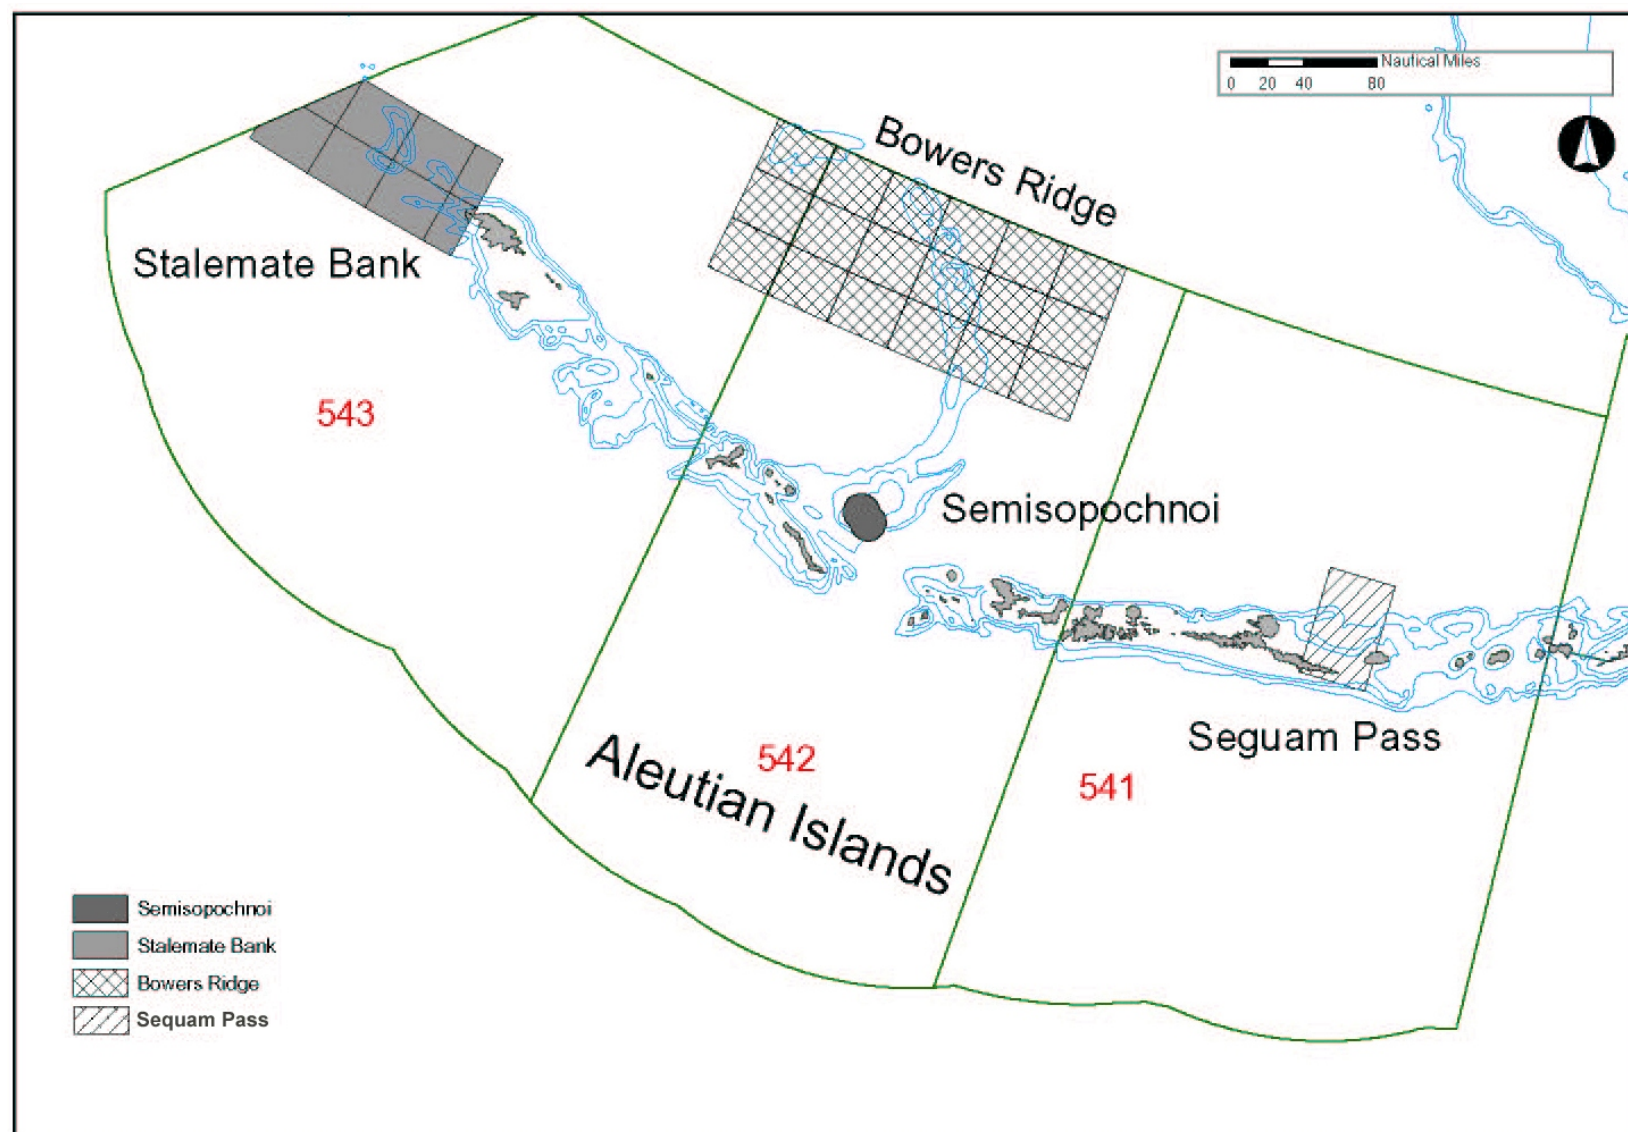 Nautical Miles
0 20 40 80
Bowers Ridge
Stalemate Bank
543
Semisopochnoi
Seguam Pass
542
541
Aleutian Islands
Semisopochnoi
Stalemate Bank
Bowers Ridge
Sequam Pass